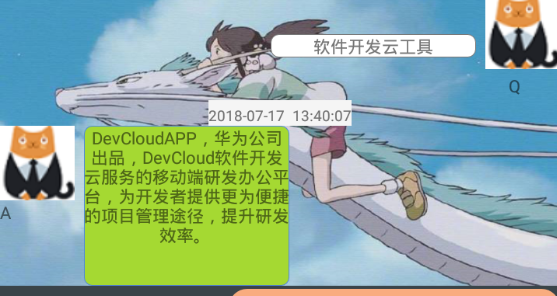 软件开发云工具
Q
2018-07-17 13:40:07
DevCloudAPP，华为公司
出品，DevCloud软件开发
云服务的移动端研发办公平
台，为开发者提供更为便捷
的项目管理途径，提升研发
效率。
A